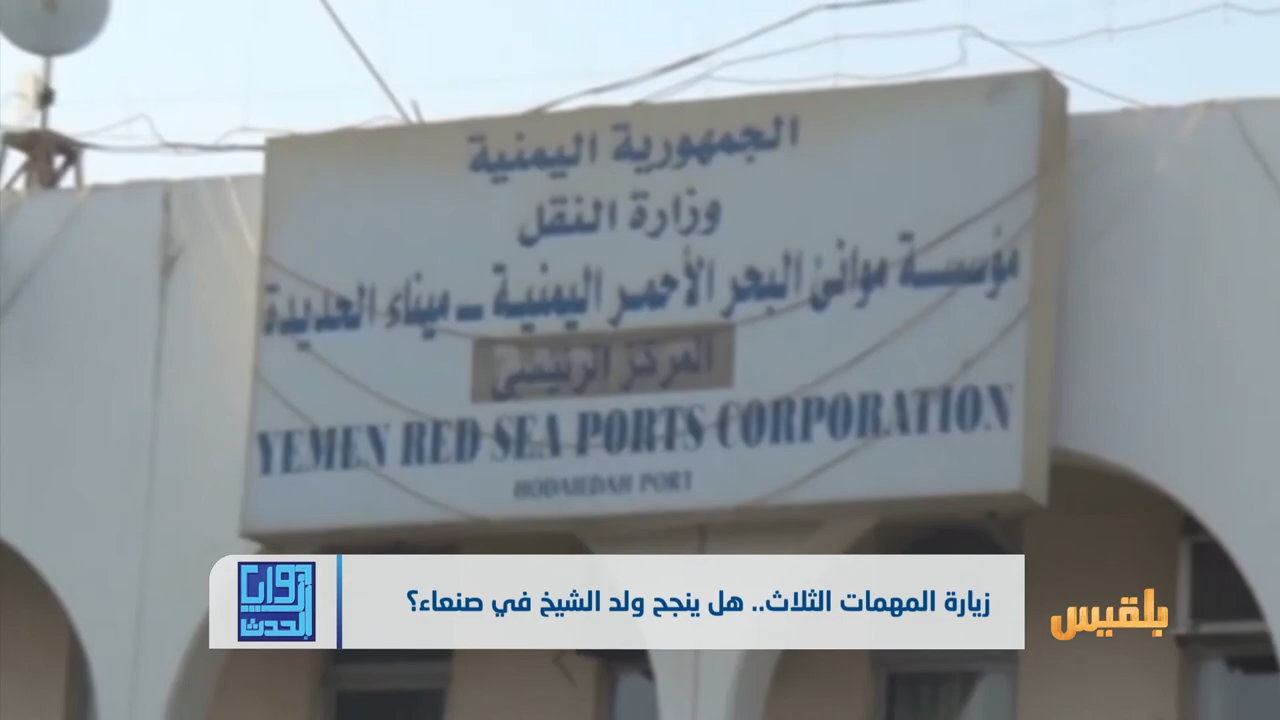 الجمهورية اليمنية
وزارة النقل
مؤسسة موانئ البحر الأحمر اليمنية - ميناء الحديدة
المركز الرئيسي
YEMEN RED SEA PORTS CORPORATION
HODAIEDAH PORT
زيارة المهمات الثلاث.. هل ينجح ولد الشيخ في صنعاء؟
أبواب الحدث
بلقيس